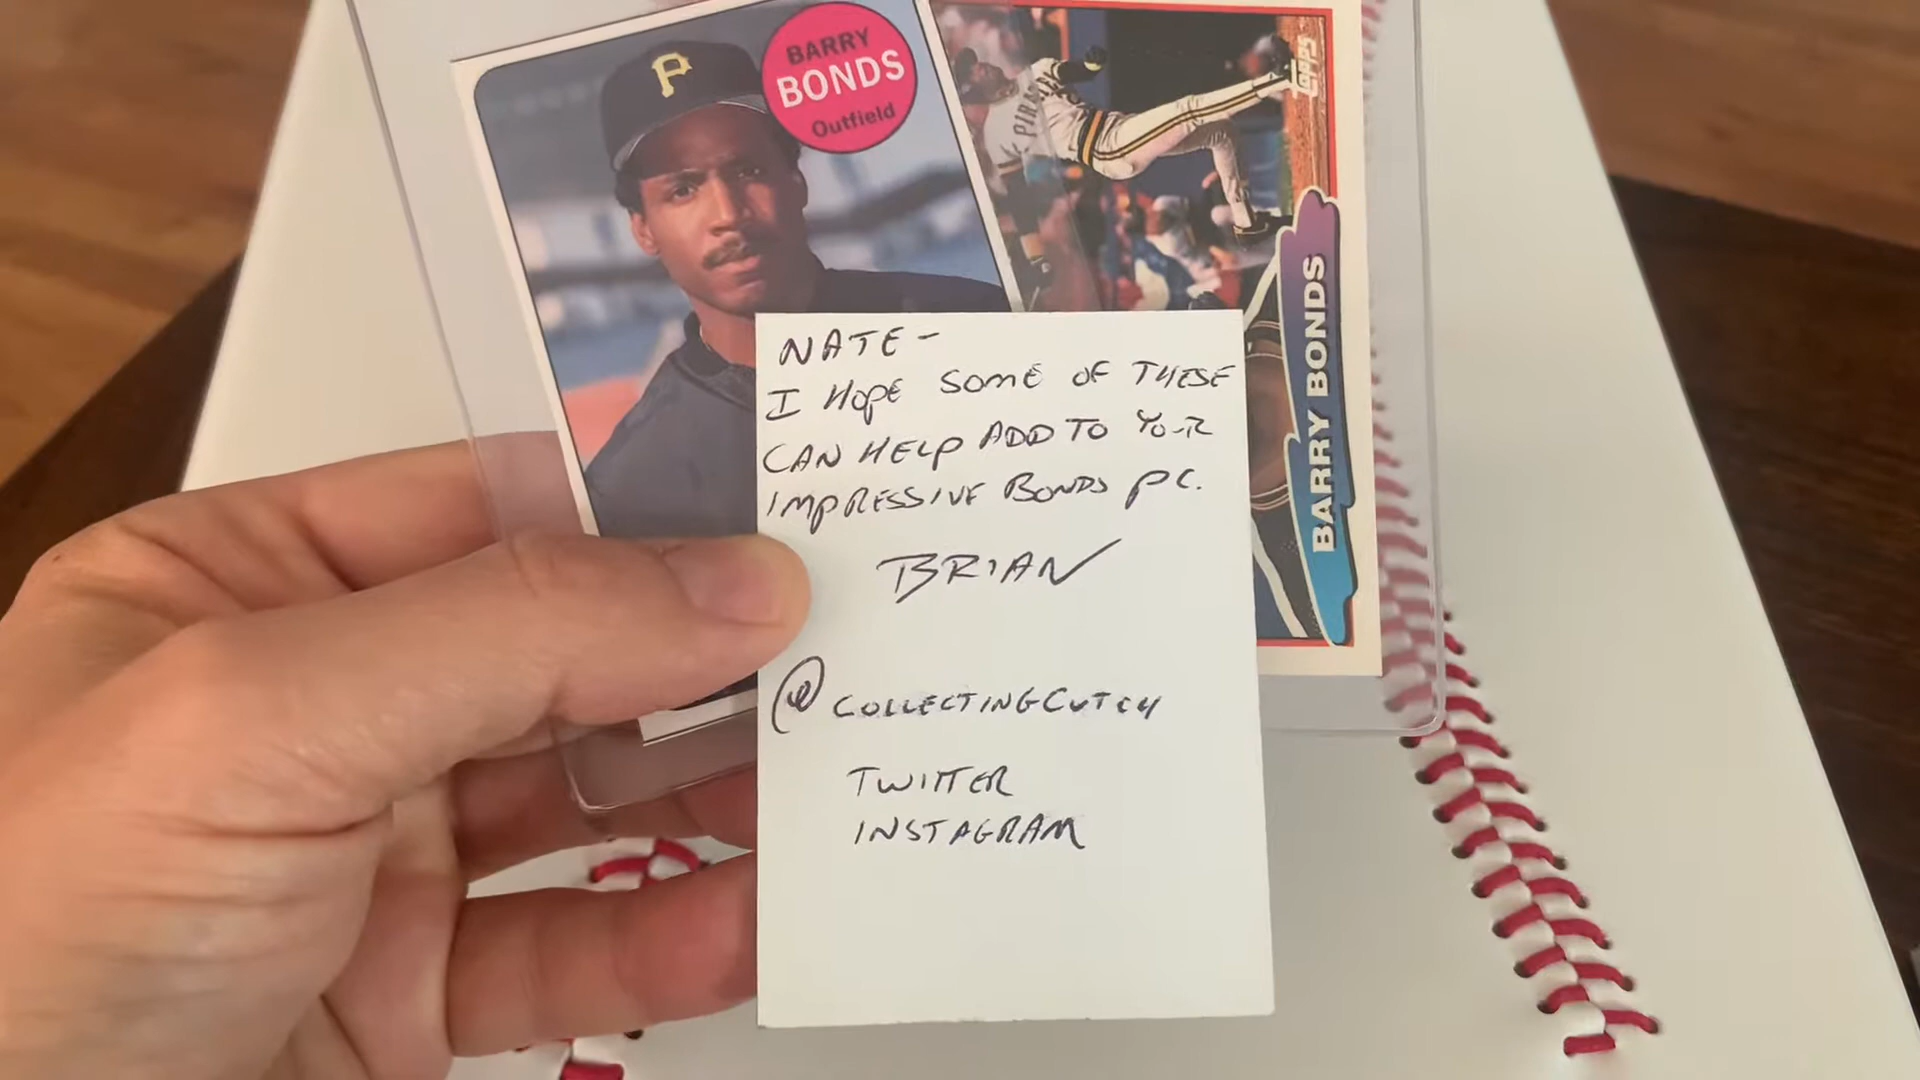 P
BARRY
BONDS
Outfield
PIRA
TOPPS
BARRY BONDS
NATE -
I HOPE SOME OF THESE
CAN HELP ADD TO YOUR
IMPRESSIVE BONDS PC.
BRIAN
@COLLECTINGCUTCH
TWITTER
INSTAGRAM